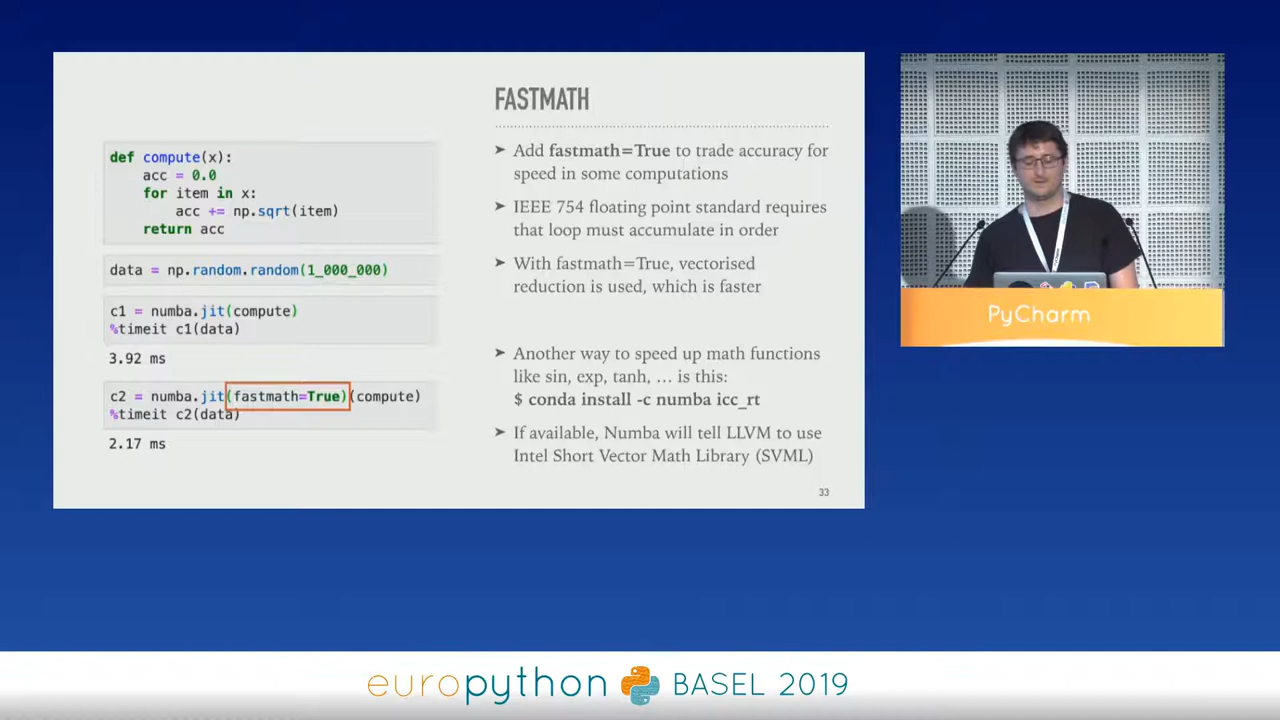 def compute(x):
acc = 0.0
for item in x:
acc += np.sqrt(item)
return acc
data = np.random.random(1_000_000)
c1 = numba.jit(compute)
%timeit c1(data)
3.92 ms
c2 = numba.jit(fastmath=True)(compute)
%timeit c2(data)
2.17 ms
FASTMATH
➤ Add fastmath=True to trade accuracy for
speed in some computations
➤ IEEE 754 floating point standard requires
that loop must accumulate in order
➤ With fastmath=True, vectorised
reduction is used, which is faster
➤ Another way to speed up math functions
like sin, exp, tanh, … is this:
$ conda install -c numba icc_rt
➤ If available, Numba will tell LLVM to use
Intel Short Vector Math Library (SVML)
33
PyCharm
europython BASEL 2019